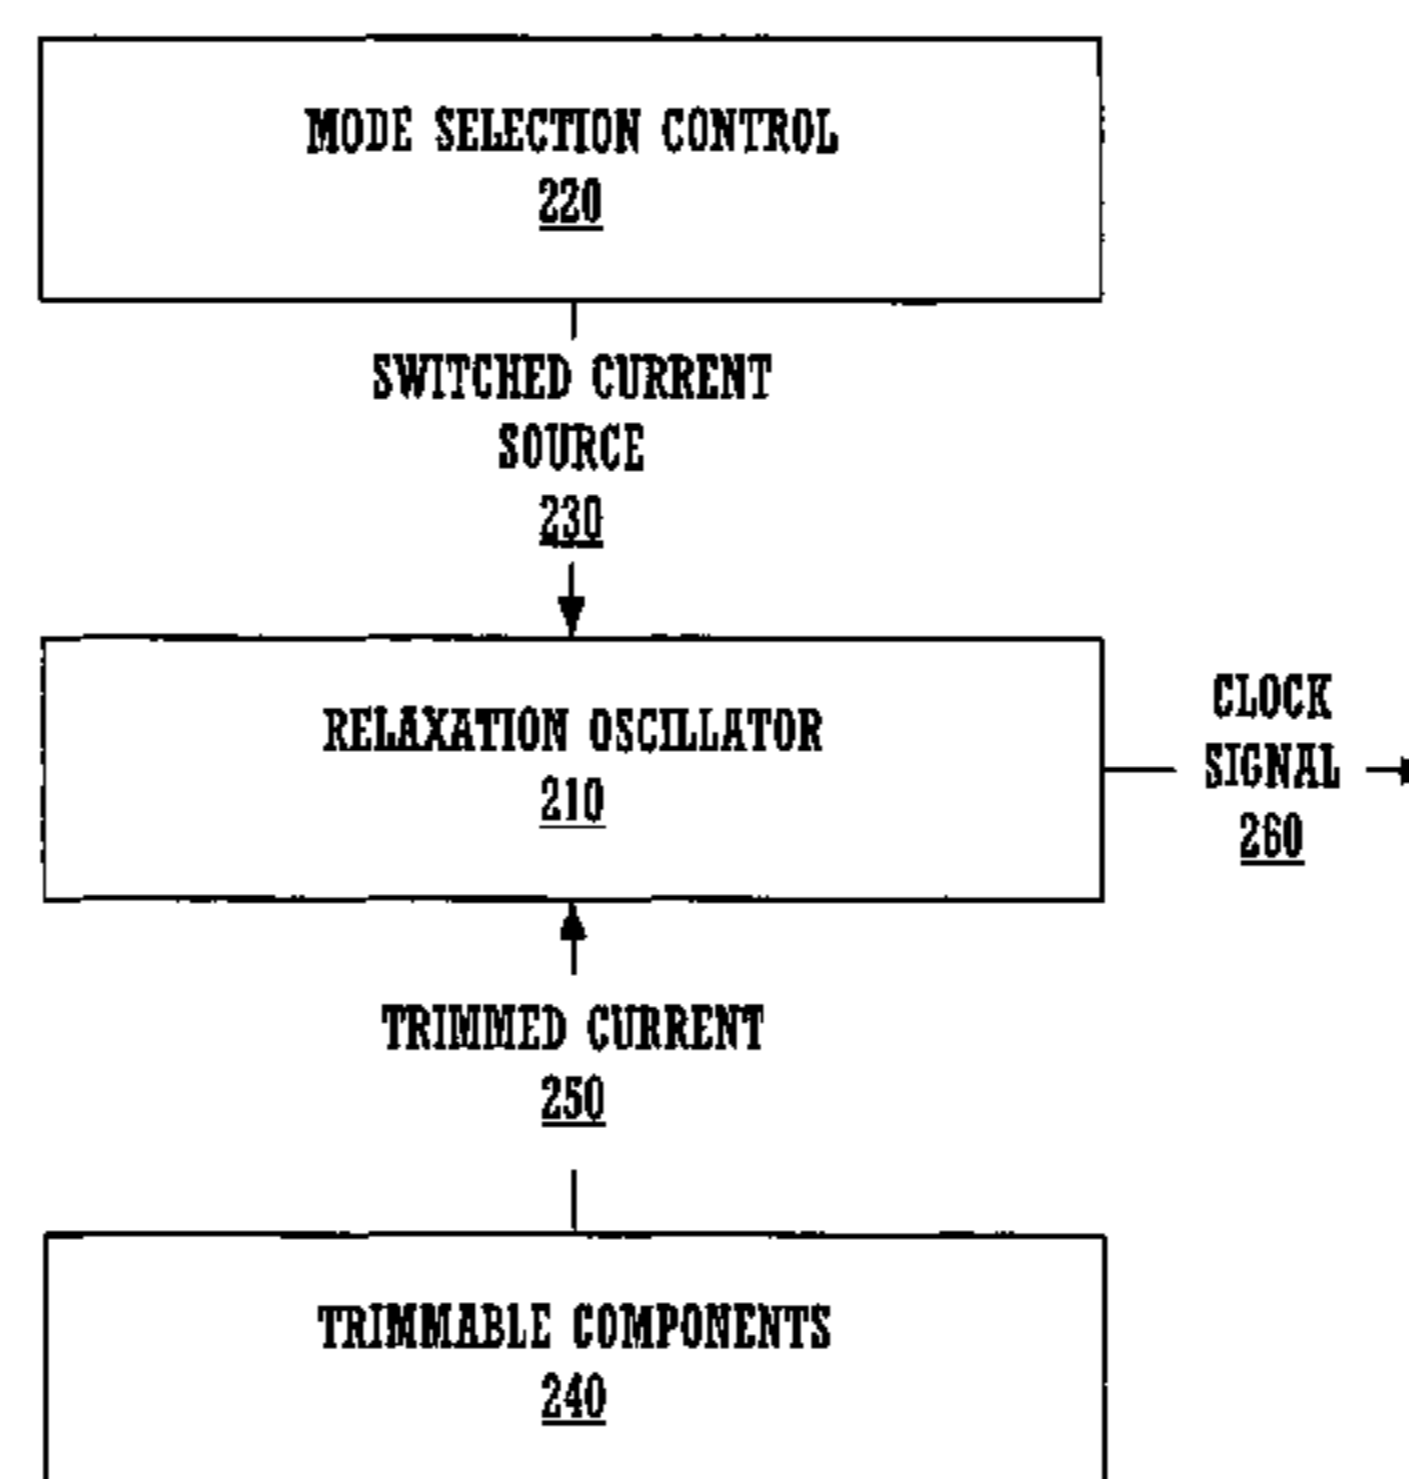 MODE SELECTION CONTROL
220
SWITCHED CURRENT
SOURCE
230
RELAXATION OSCILLATOR
210
CLOCK
SIGNAL
260
TRIMMED CURRENT
250
TRIMMABLE COMPONENTS
240